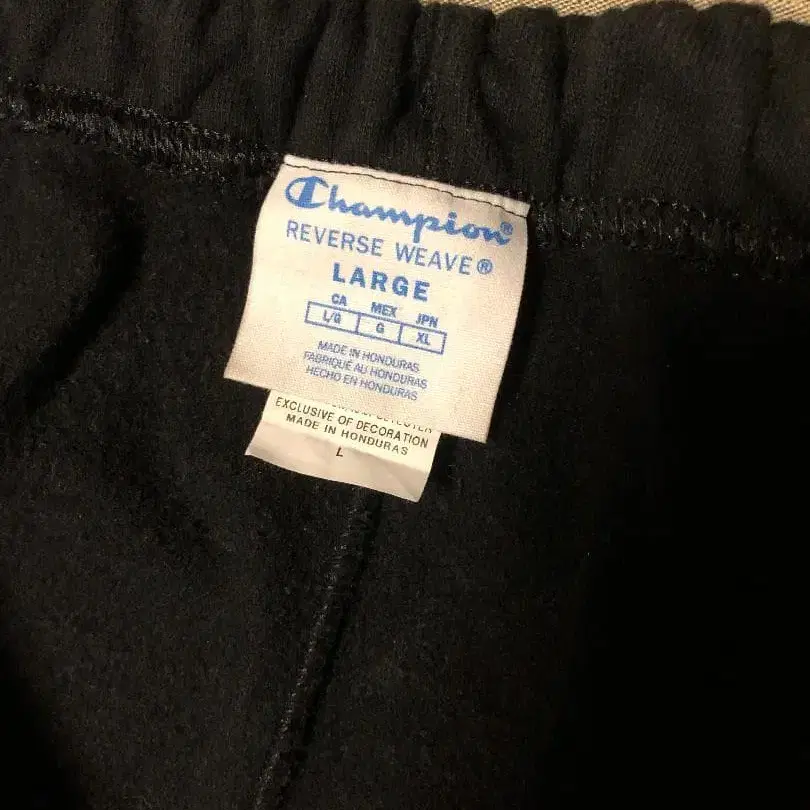 Champion®
REVERSE WEAVE®
LARGE
CA MEX JPN
L/G G XL
MADE IN HONDURAS
FABRIQUÉ AU HONDURAS
HECHO EN HONDURAS
EXCLUSIVE OF DECORATION
MADE IN HONDURAS
L